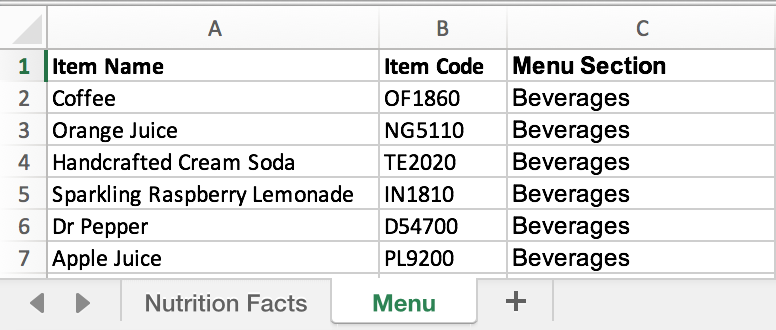 A B C
1 Item Name Item Code Menu Section
2 Coffee OF1860 Beverages
3 Orange Juice NG5110 Beverages
4 Handcrafted Cream Soda TE2020 Beverages
5 Sparkling Raspberry Lemonade IN1810 Beverages
6 Dr Pepper D54700 Beverages
7 Apple Juice PL9200 Beverages
Nutrition Facts Menu +